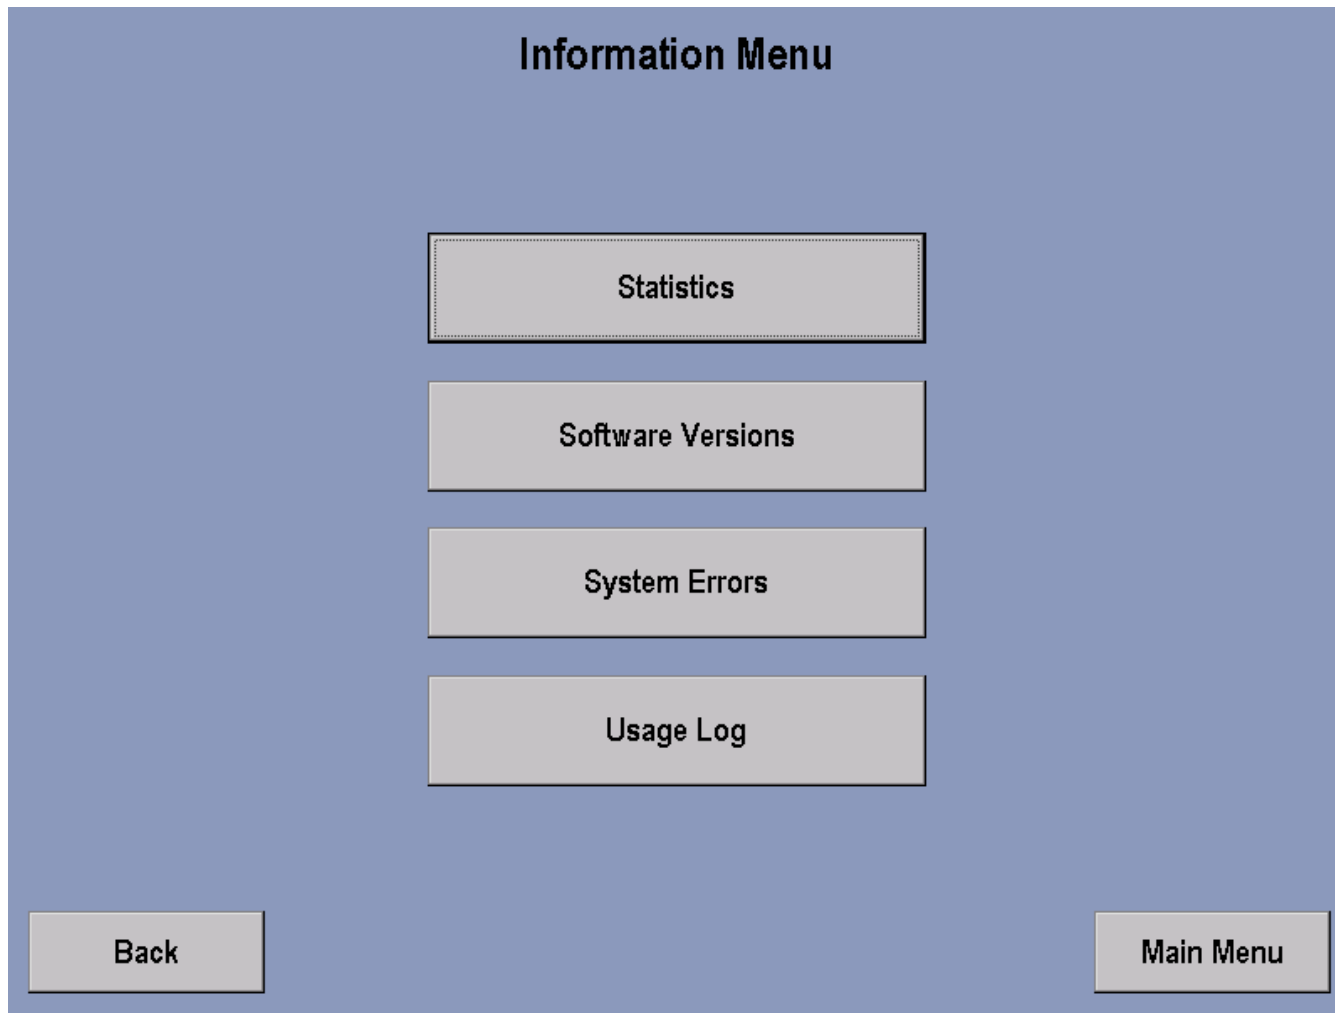 Information Menu
Statistics
Software Versions
System Errors
Usage Log
Back
Main Menu